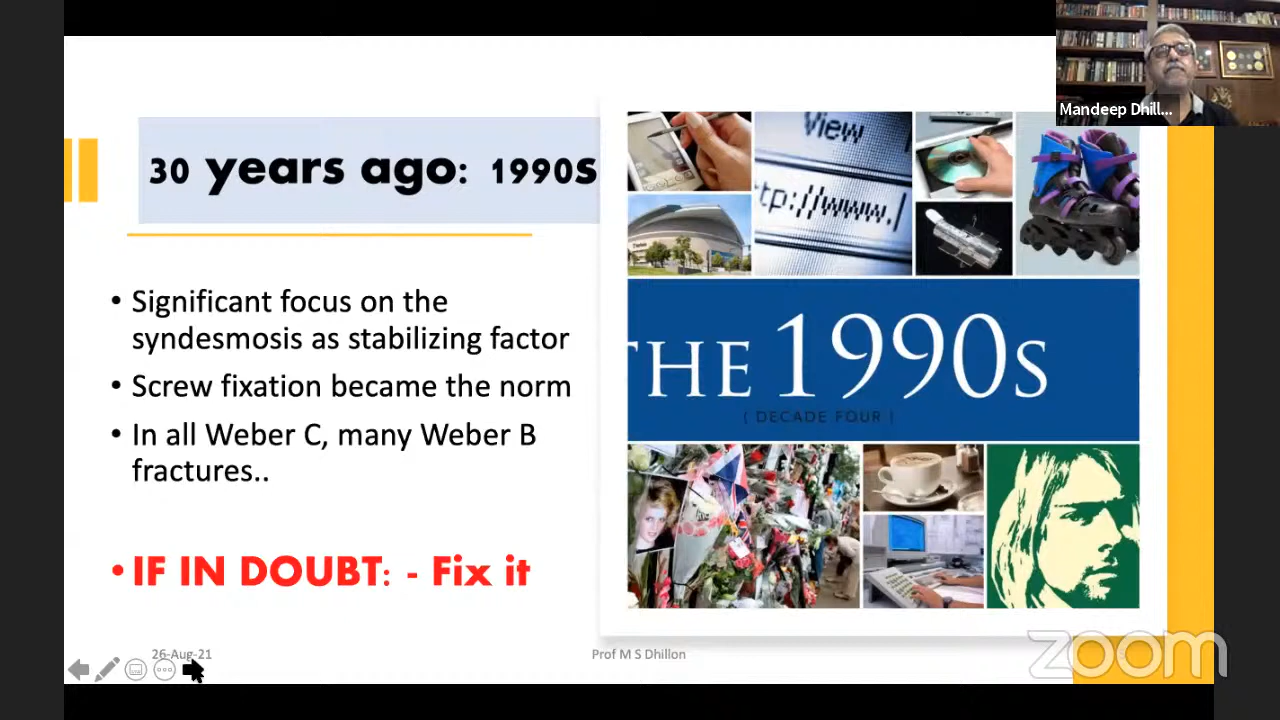 Mandeep Dhill...
30 years ago: 1990s
View
tp://www.
THE 1990s
( DECADE FOUR )
• Significant focus on the
syndesmosis as stabilizing factor
• Screw fixation became the norm
• In all Weber C, many Weber B
fractures..
• IF IN DOUBT: - Fix it
26-Aug-21
Prof M S Dhillon
zoom